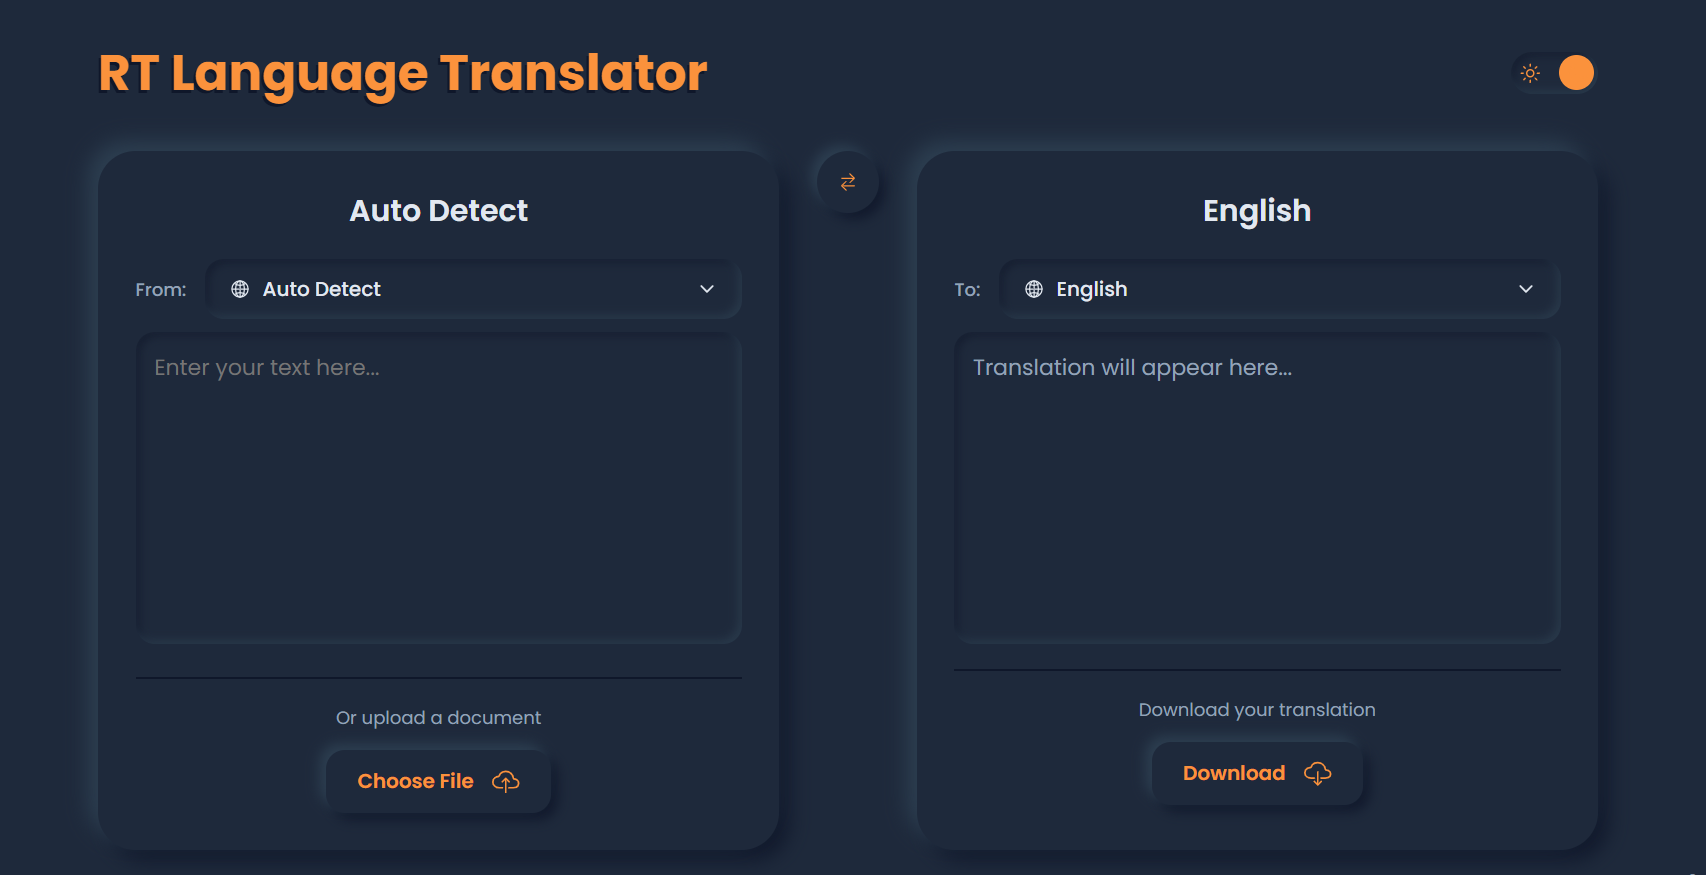 RT Language Translator
Auto Detect
From:
Auto Detect
Enter your text here...
Or upload a document
Choose File
English
To:
English
Translation will appear here...
Download your translation
Download